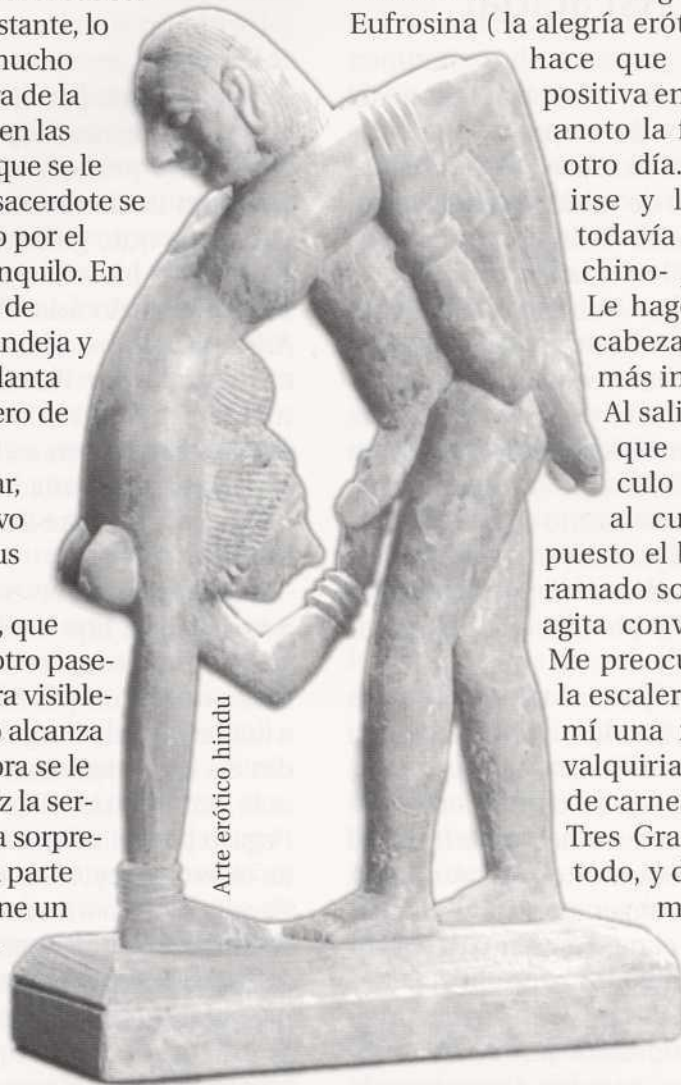 stante, lo
mucho
a de la
en las
que se le
sacerdote se
o por el
nquilo. En
de
andeja y
lanta
ero de
ar,
vo
us
, que
otro pase-
ra visible-
o alcanza
ora se le
z la ser-
a sorpre-
parte
ne un
Arte erótico hindu
Eufrosina ( la alegría erót
hace que
positiva en
anoto la f
otro día.
irse y l
todavía
chino-
Le hago
cabeza
más in
Al sali
que
culo
al cu
puesto el b
ramado so
agita conv
Me preocu
la escaler
mí una
valquiria
de carne
Tres Gra
todo, y d
m